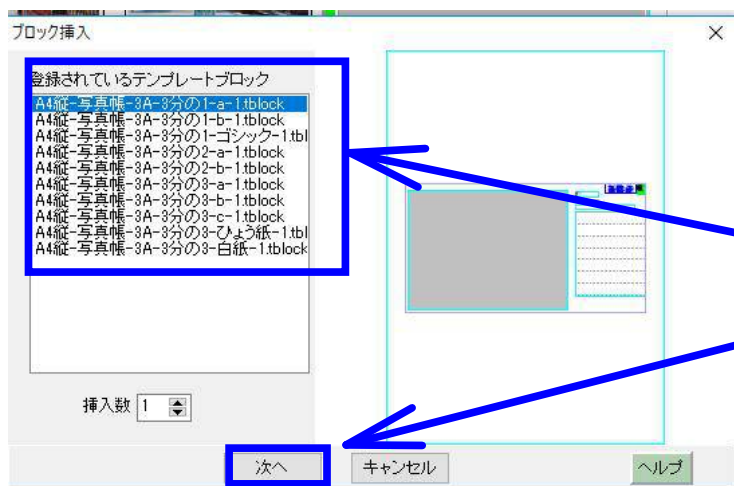 ブロック挿入
登録されているテンプレートブロック
A4縦-写真帳-3A-3分の1-a-1.tblock
A4縦-写真帳-3A-3分の1-b-1.tblock
A4縦-写真帳-3A-3分の1-ゴシック-1.tbl
A4縦-写真帳-3A-3分の2-a-1.tblock
A4縦-写真帳-3A-3分の2-b-1.tblock
A4縦-写真帳-3A-3分の3-a-1.tblock
A4縦-写真帳-3A-3分の3-b-1.tblock
A4縦-写真帳-3A-3分の3-c-1.tblock
A4縦-写真帳-3A-3分の3-ひょう紙-1.tbl
A4縦-写真帳-3A-3分の3-白紙-1.tblock
挿入数 1
次へ
キャンセル
ヘルプ